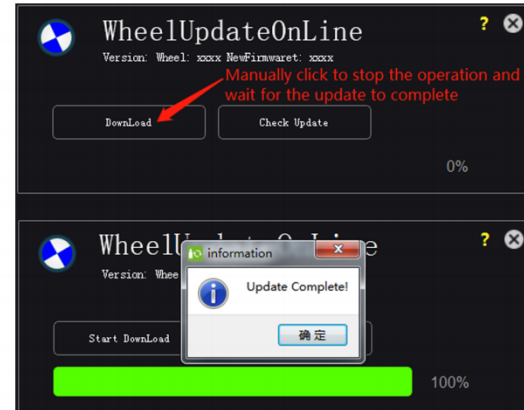 WheelUpdateOnLine
? 
Version: Wheel: xxxx NewFirmwaret: xxxx
Manually click to stop the operation and
wait for the update to complete
DownLoad
Check Update
0%
?
information
Version: Whee
Update Complete!
确定
Start DownLoad
100%